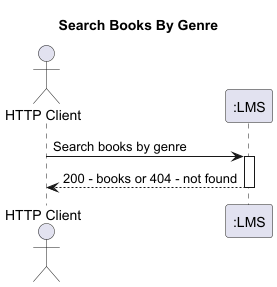 Search Books By Genre
HTTP Client
:LMS
Search books by genre
200 - books or 404 - not found
HTTP Client
:LMS